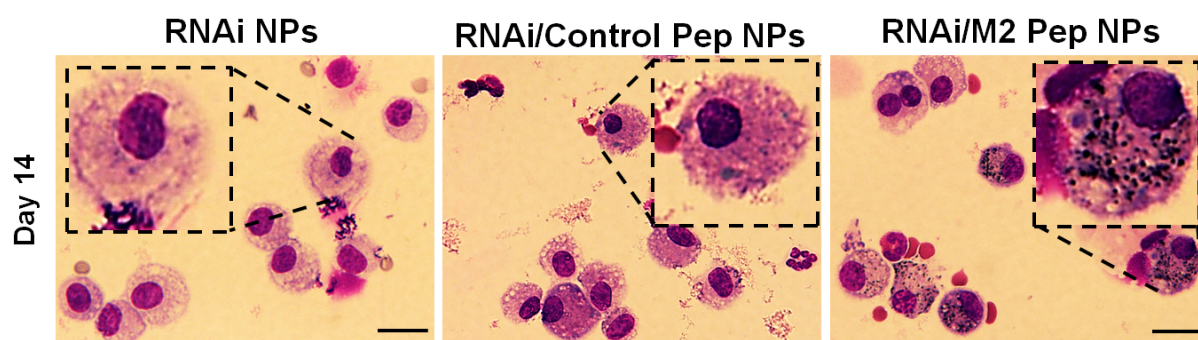 RNAi NPs
RNAi/Control Pep NPs
RNAi/M2 Pep NPs
Day 14